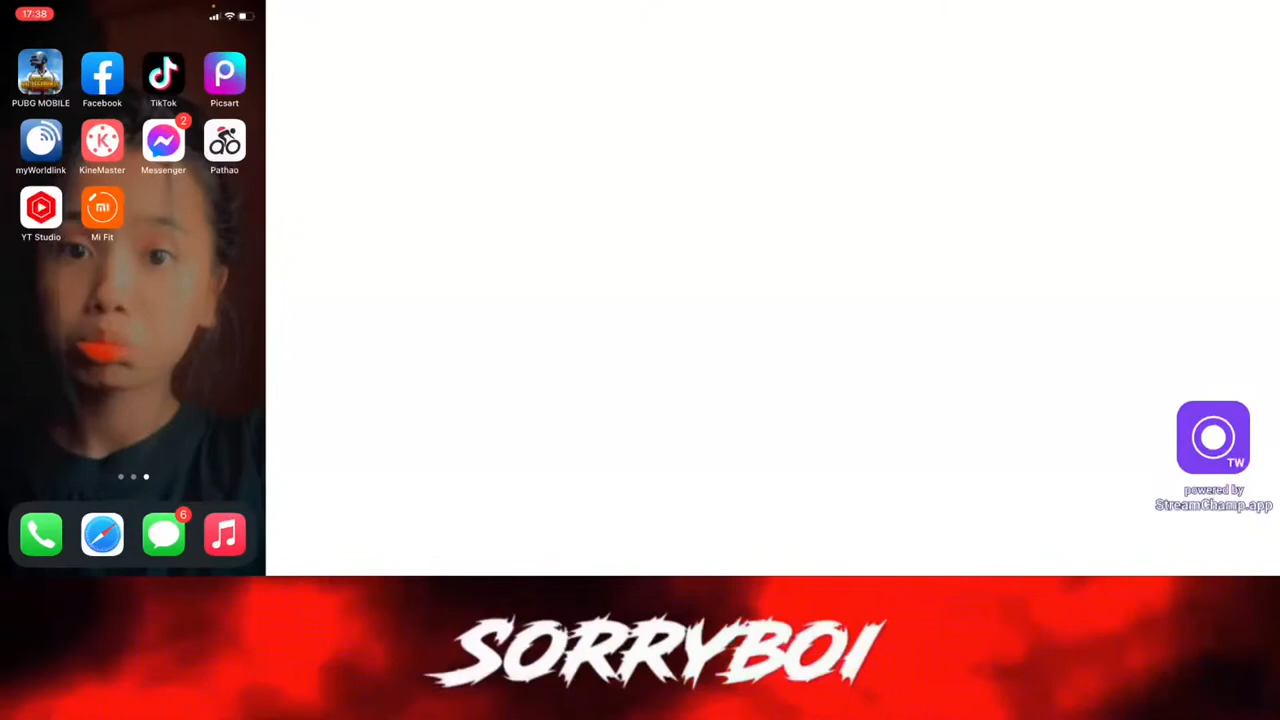 17:38
PUBG MOBILE
Facebook
TikTok
Picsart
2
myWorldlink
KineMaster
Messenger
Pathao
YT Studio
Mi Fit
6
TW
powered by
StreamChamp.app
SORRYBOI